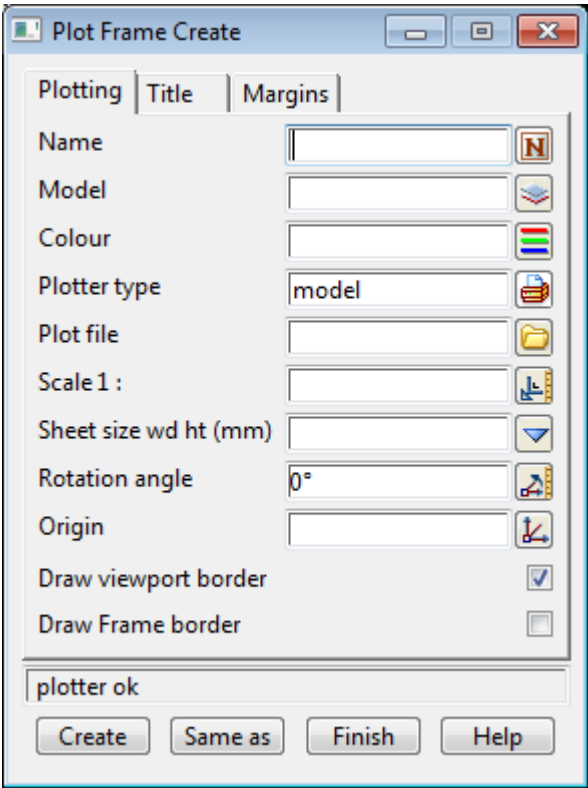 Plot Frame Create
Plotting Title Margins
Name
N
Model
Colour
Plotter type model
Plot file
Scale 1 :
Sheet size wd ht (mm)
Rotation angle 0°
Origin
Draw viewport border
Draw Frame border
plotter ok
Create Same as Finish Help